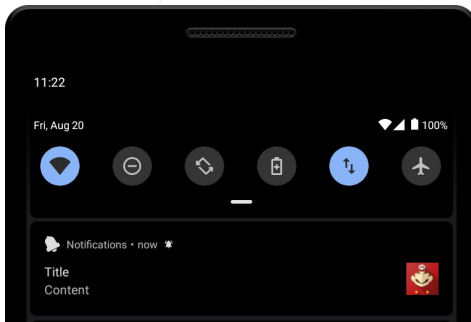 11:22
Fri, Aug 20 100%
Notifications • now
Title
Content